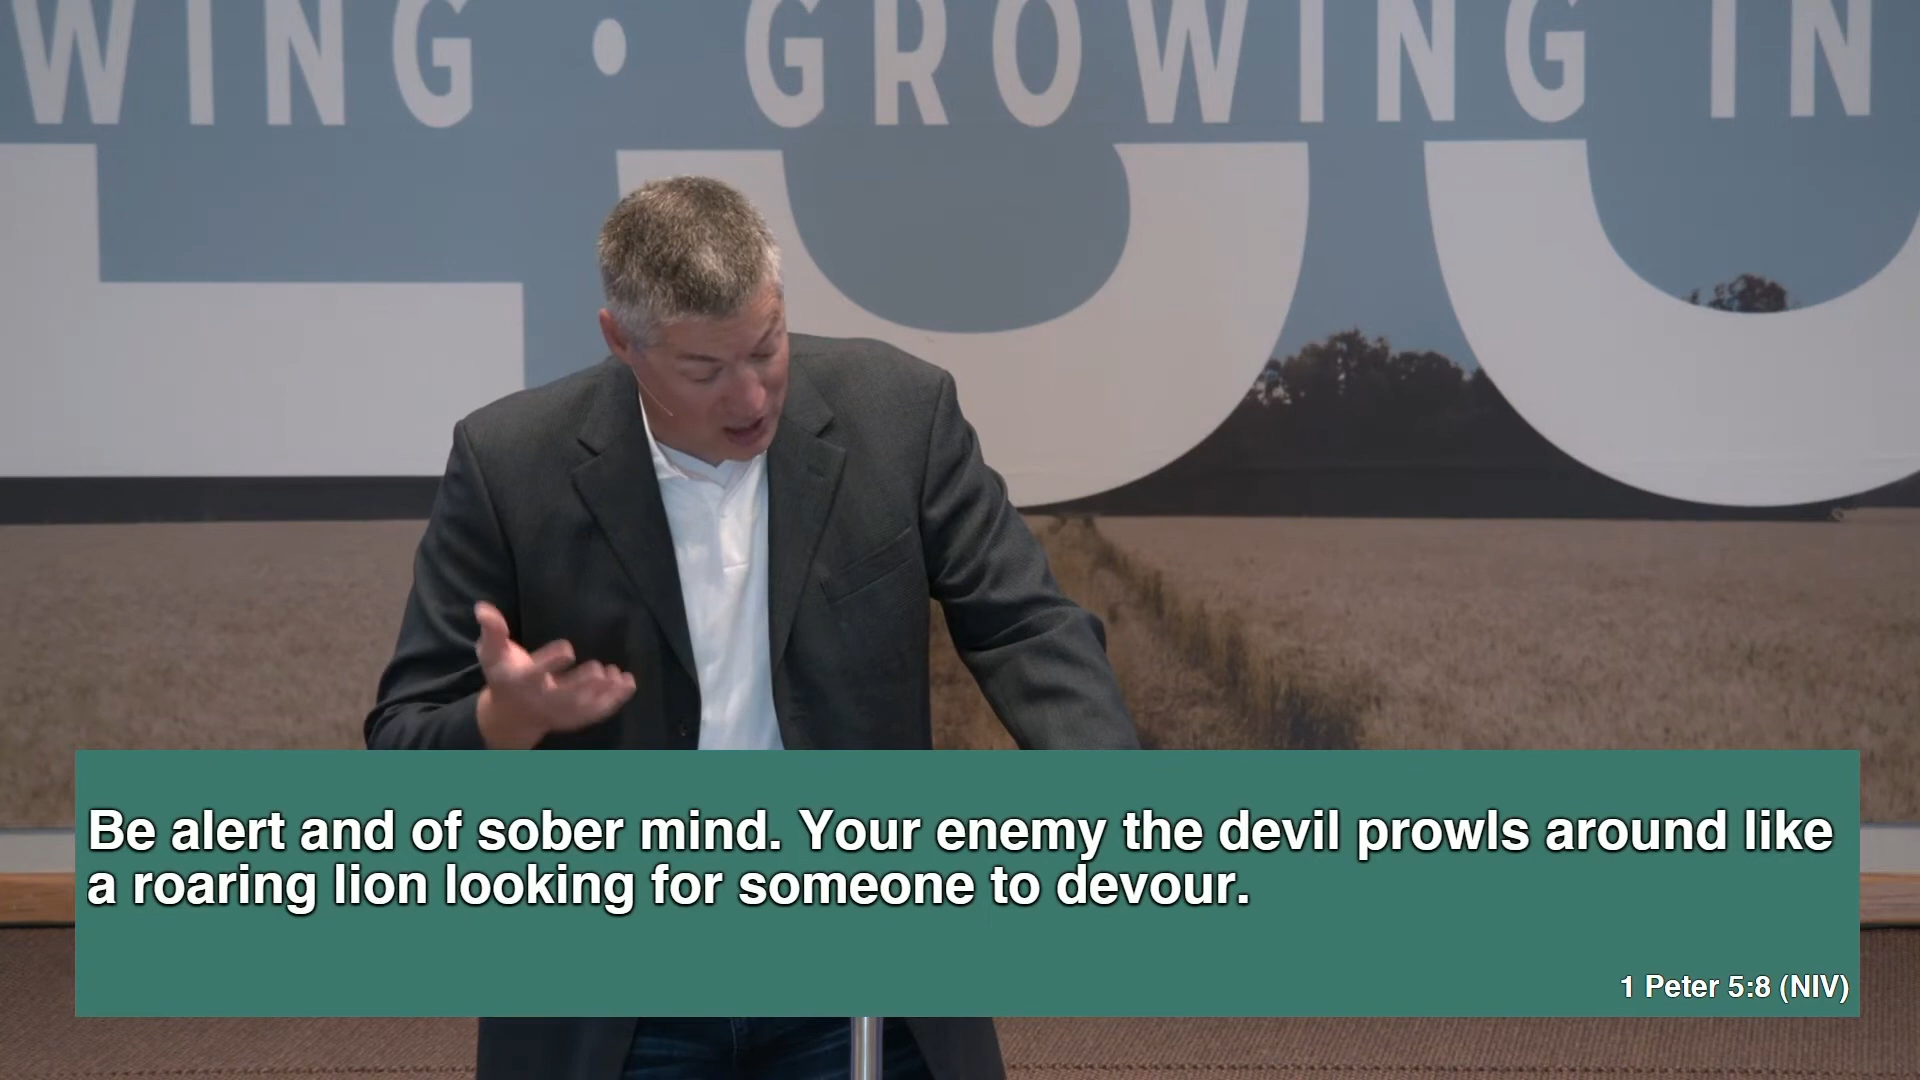 WING • GROWING IN
Be alert and of sober mind. Your enemy the devil prowls around like
a roaring lion looking for someone to devour.
1 Peter 5:8 (NIV)